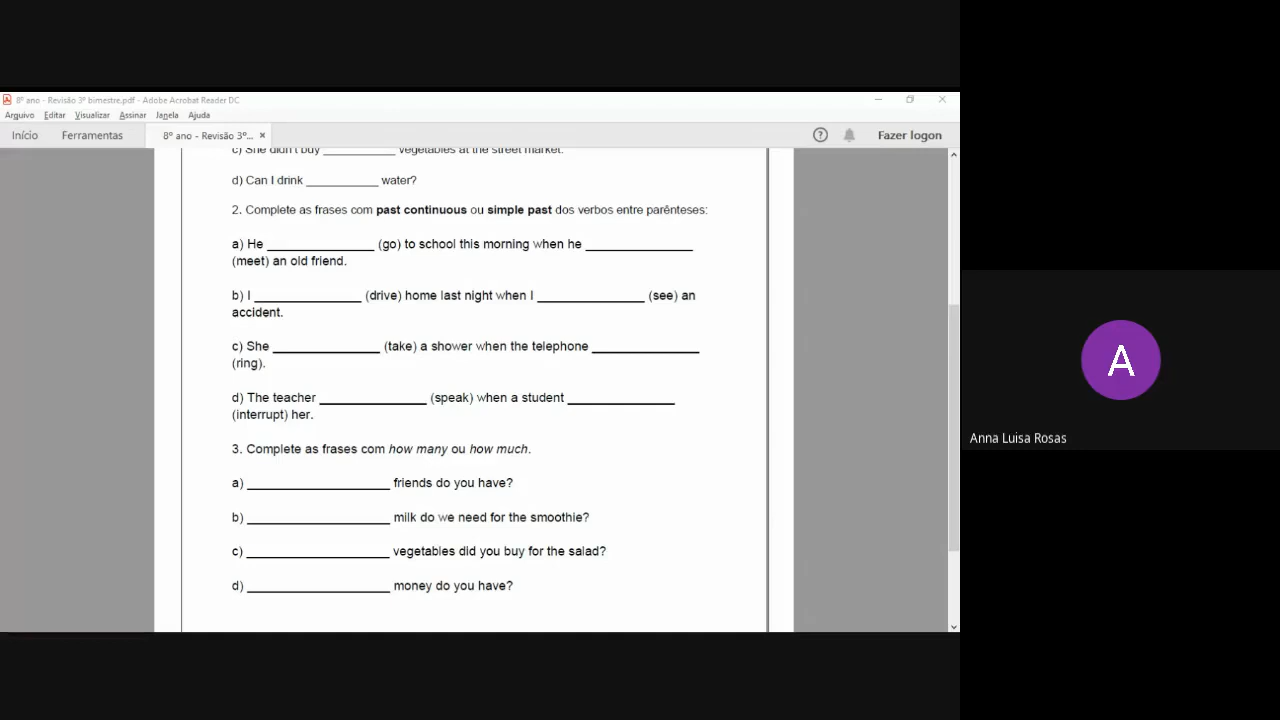 8º ano - Revisão 3º bimestre.pdf - Adobe Acrobat Reader DC
Arquivo Editar Visualizar Assinar Janela Ajuda
Início Ferramentas 8º ano - Revisão 3º... × ? Fazer logon
c) She didn't buy __________ vegetables at the street market.
d) Can I drink __________ water?
2. Complete as frases com past continuous ou simple past dos verbos entre parênteses:
a) He _______________ (go) to school this morning when he _______________
(meet) an old friend.
b) I _______________ (drive) home last night when I _______________ (see) an
accident.
c) She _______________ (take) a shower when the telephone _______________
(ring).
d) The teacher _______________ (speak) when a student _______________
(interrupt) her.
3. Complete as frases com how many ou how much.
a) ____________________ friends do you have?
b) ____________________ milk do we need for the smoothie?
c) ____________________ vegetables did you buy for the salad?
d) ____________________ money do you have?
A
Anna Luisa Rosas